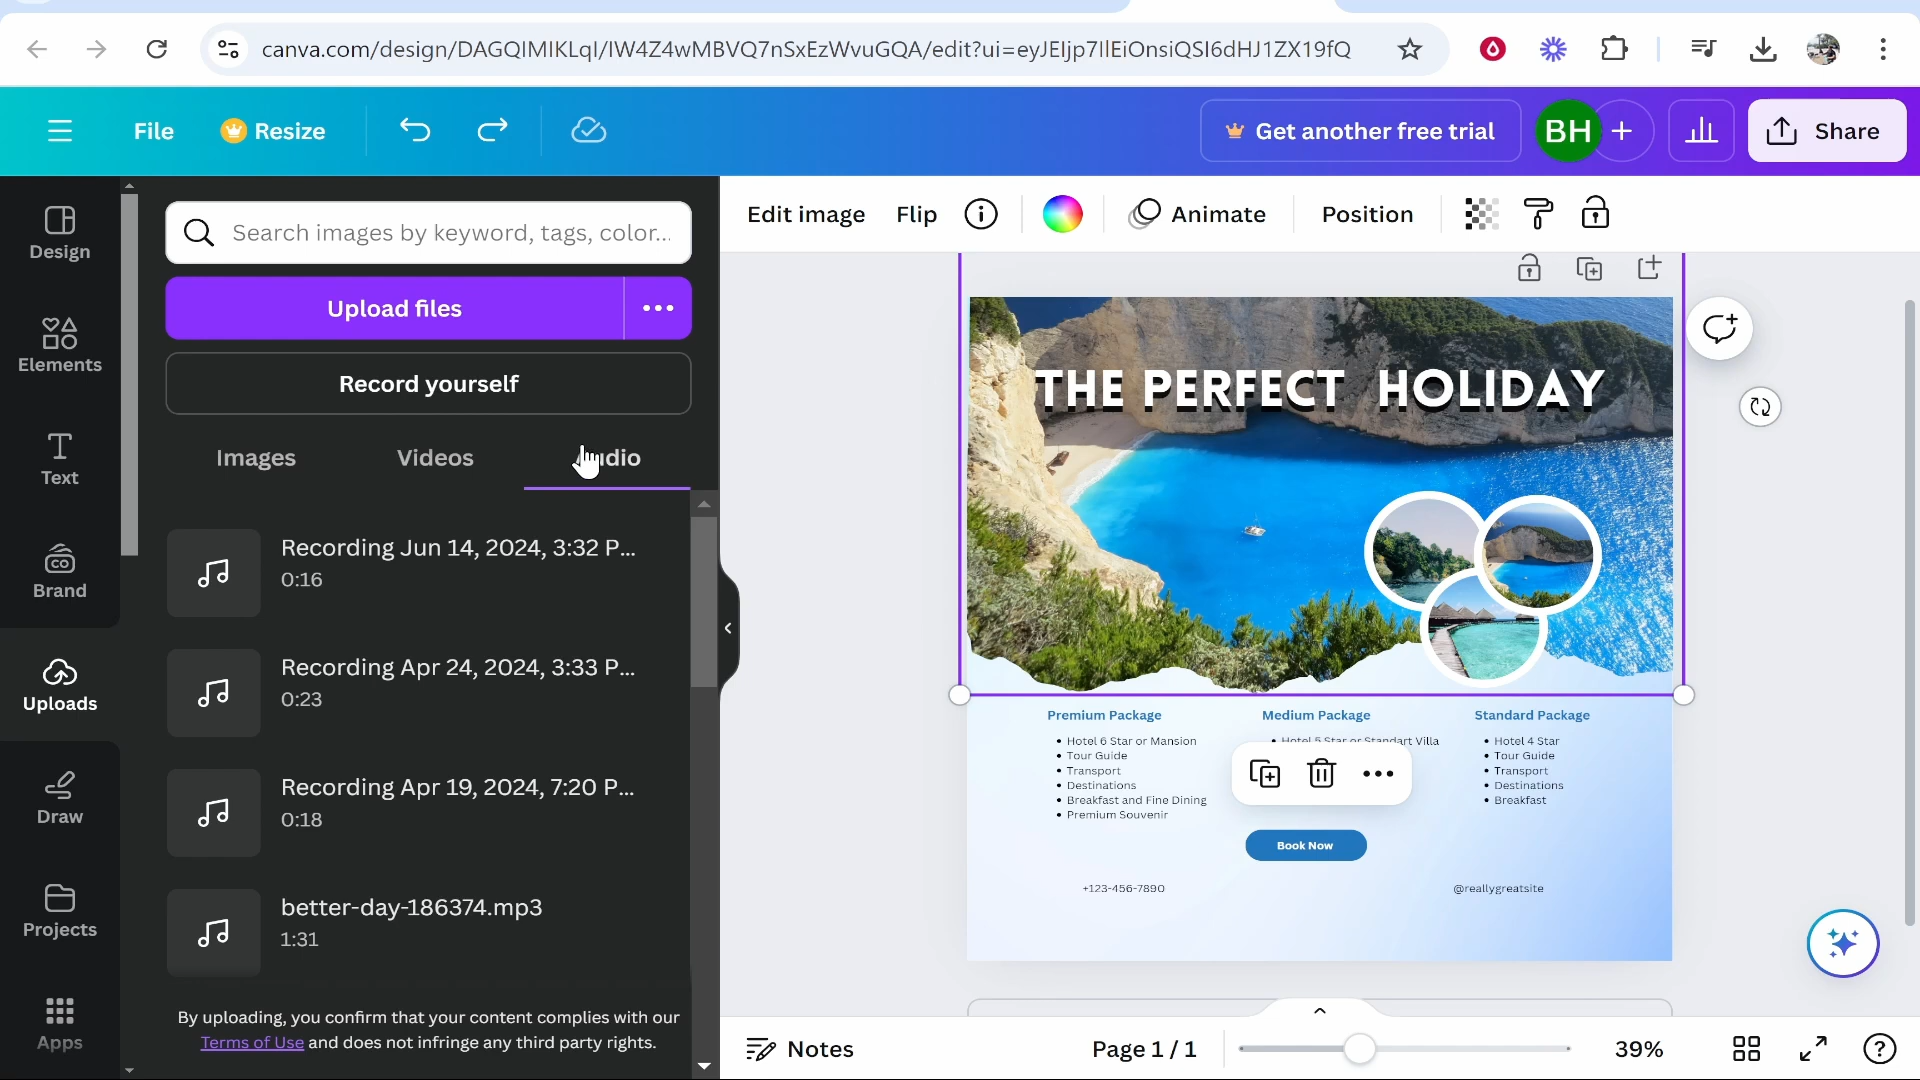 canva.com/design/DAGQIMIKLqI/IW4Z4wMBVQ7nSxEzWvuGQA/edit?ui=eyJEIjp7IlEiOnsiQSI6dHJ1ZX19fQ
File
Resize
Get another free trial
BH
Share
Design
Elements
Text
Brand
Uploads
Draw
Projects
Apps
Search images by keyword, tags, color...
Upload files
Record yourself
Images
Videos
Recording Jun 14, 2024, 3:32 P...
0:16
Recording Apr 24, 2024, 3:33 P...
0:23
Recording Apr 19, 2024, 7:20 P...
0:18
better-day-186374.mp3
1:31
By uploading, you confirm that your content complies with our
Terms of Use and does not infringe any third party rights.
Edit image
Flip
Animate
Position
THE PERFECT HOLIDAY
Premium Package
Hotel 6 Star or Mansion
Tour Guide
Transport
Destinations
Breakfast and Fine Dining
Premium Souvenir
Medium Package
Hotel 5 Star or Standart Villa
Standard Package
Hotel 4 Star
Tour Guide
Transport
Destinations
Breakfast
Book Now
+123-456-7890
@reallygreatsite
Notes
Page 1 / 1
39%